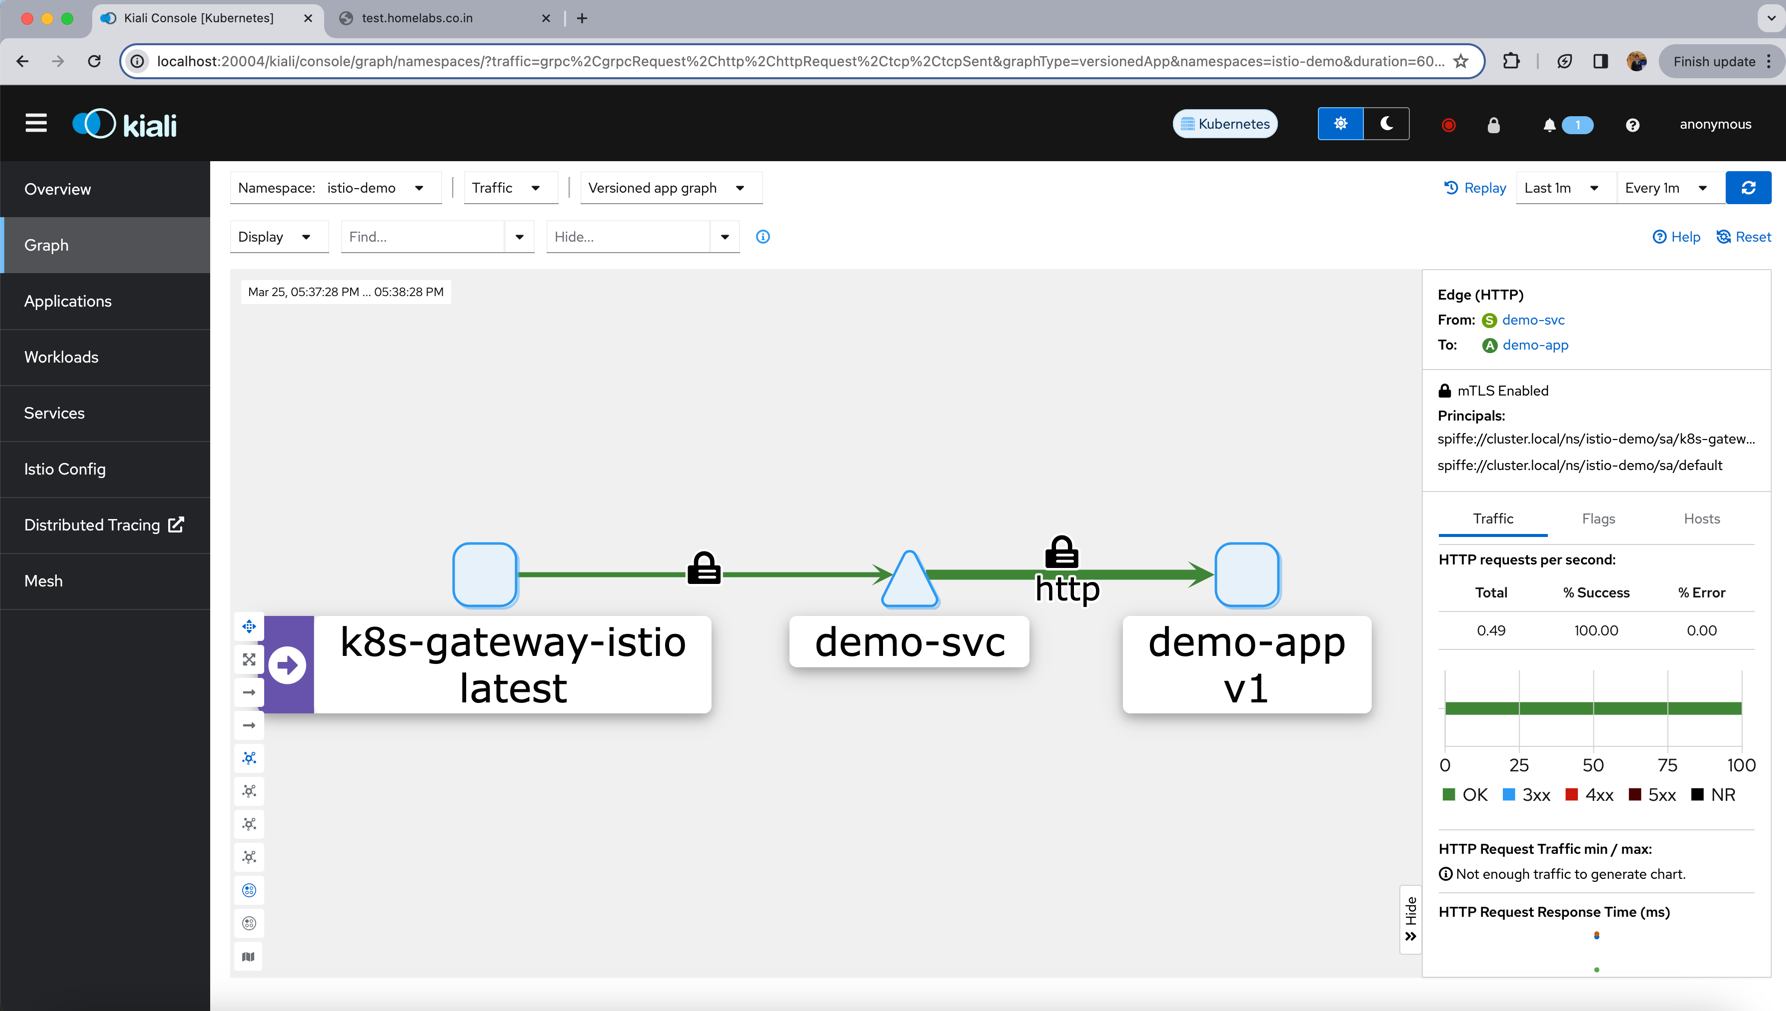 Kiali Console [Kubernetes]
test.homelabs.co.in
localhost:20004/kiali/console/graph/namespaces/?traffic=grpc%2CgrpcRequest%2Chttp%2ChttpRequest%2Ctcp%2CtcpSent&graphType=versionedApp&namespaces=istio-demo&duration=60...
Finish update
kiali
Kubernetes
1
anonymous
Overview
Graph
Applications
Workloads
Services
Istio Config
Distributed Tracing
Mesh
Namespace: istio-demo
Traffic
Versioned app graph
Replay
Last 1m
Every 1m
Display
Find...
Hide...
Help
Reset
Mar 25, 05:37:28 PM ... 05:38:28 PM
http
k8s-gateway-istio
latest
demo-svc
demo-app
v1
Hide
Edge (HTTP)
From: S demo-svc
To: A demo-app
mTLS Enabled
Principals:
spiffe://cluster.local/ns/istio-demo/sa/k8s-gatew...
spiffe://cluster.local/ns/istio-demo/sa/default
Traffic Flags Hosts
HTTP requests per second:
Total % Success % Error
0.49 100.00 0.00
0 25 50 75 100
OK 3xx 4xx 5xx NR
HTTP Request Traffic min / max:
Not enough traffic to generate chart.
HTTP Request Response Time (ms)